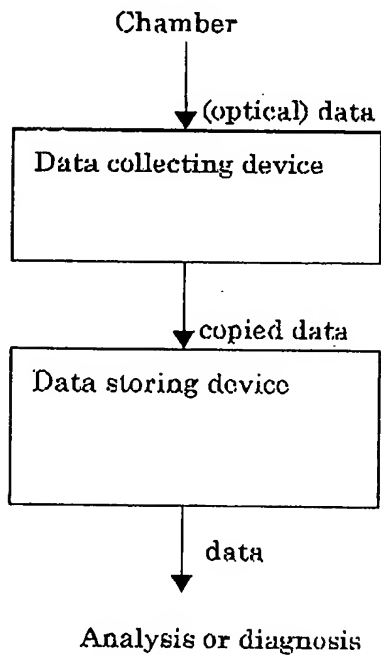 Chamber
(optical) data
Data collecting device
copied data
Data storing device
data
Analysis or diagnosis